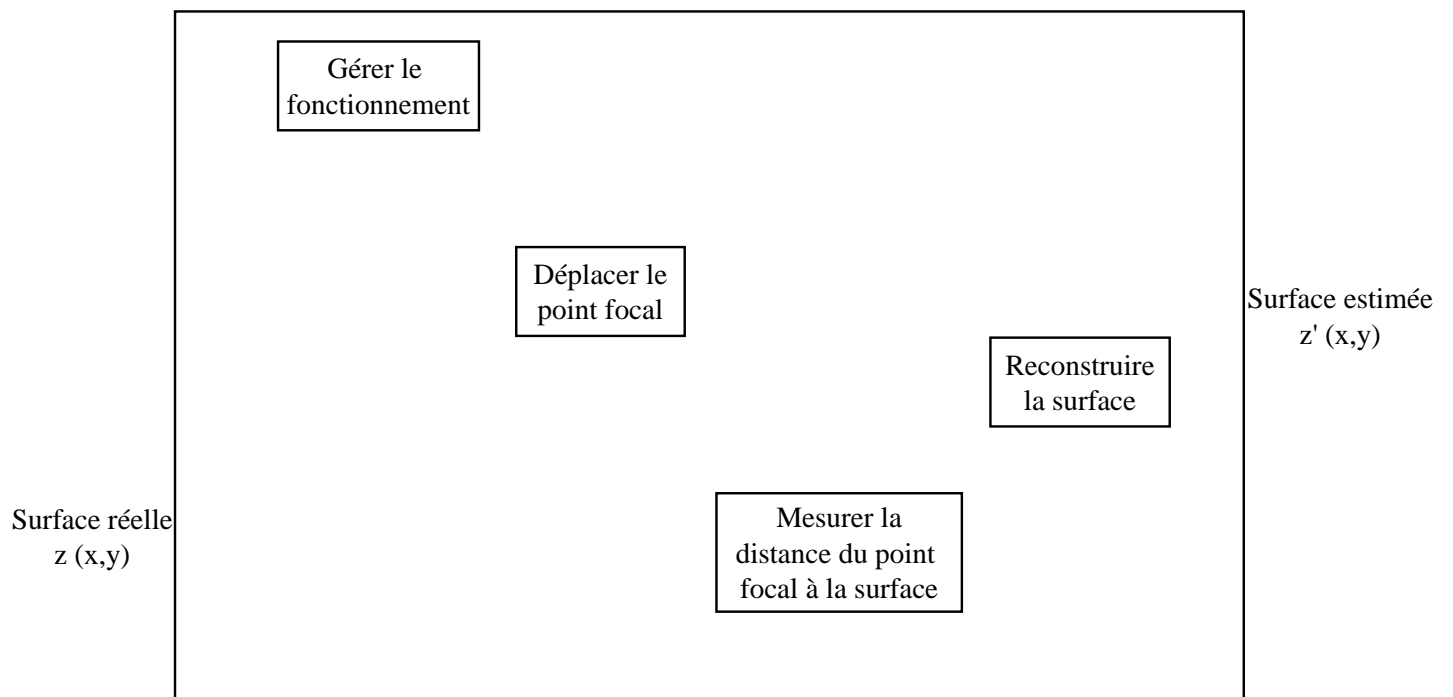 Gérer le
fonctionnement
Déplacer le
point focal
Surface estimée
z' (x,y)
Reconstruire
la surface
Surface réelle
z (x,y)
Mesurer la
distance du point
focal à la surface